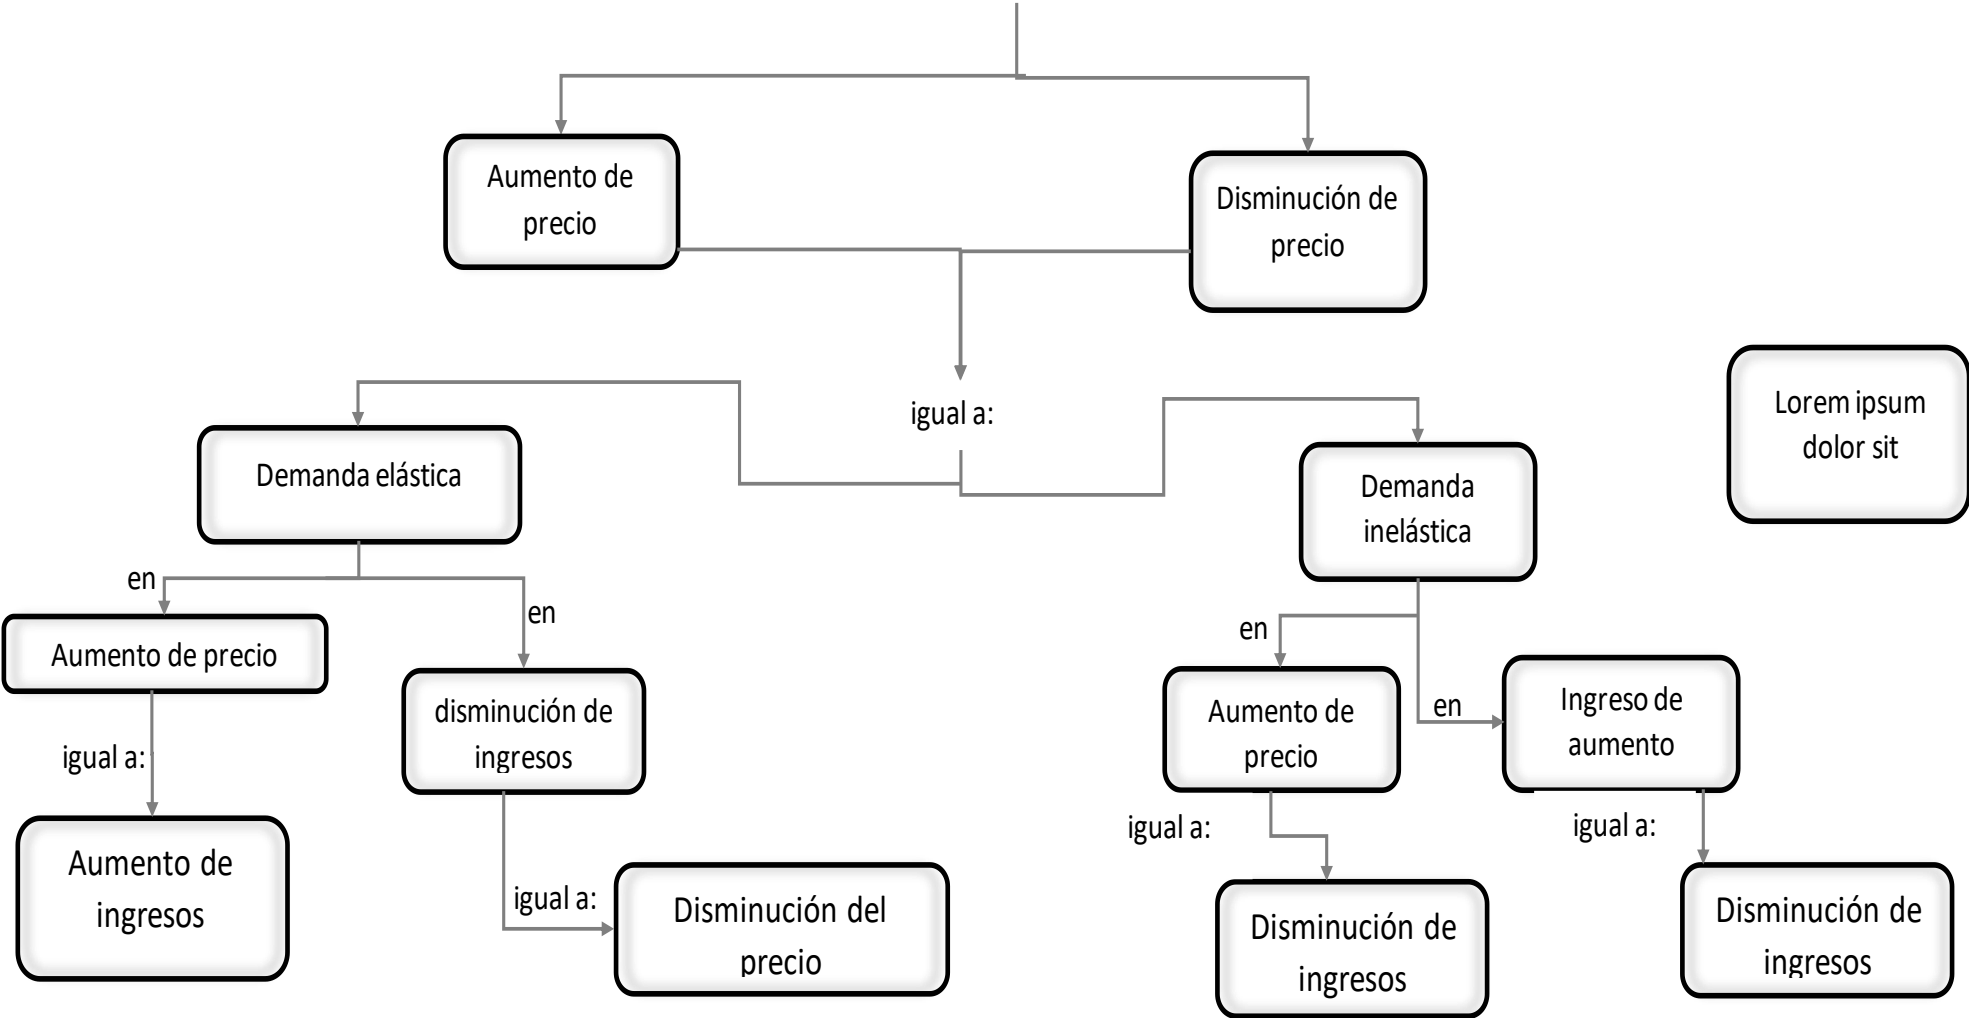 Aumento de
precio
Disminución de
precio
igual a:
Lorem ipsum
dolor sit
Demanda elástica
Demanda
inelástica
en
en
Aumento de precio
disminución de
ingresos
en
Aumento de
precio
en
Ingreso de
aumento
igual a:
Aumento de
ingresos
igual a:
Disminución del
precio
igual a:
Disminución de
ingresos
igual a:
Disminución de
ingresos